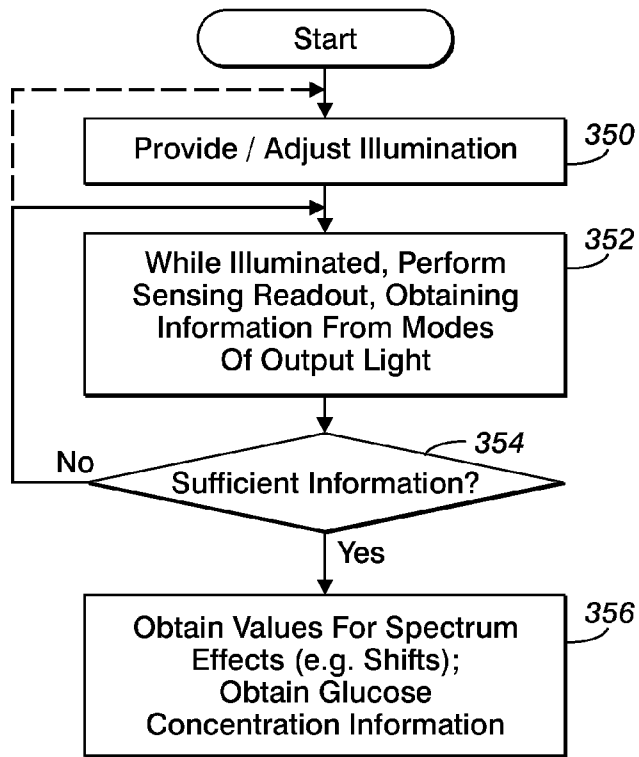 Start
Provide / Adjust Illumination
350
While Illuminated, Perform
Sensing Readout, Obtaining
Information From Modes
Of Output Light
352
354
No
Sufficient Information?
Yes
Obtain Values For Spectrum
Effects (e.g. Shifts);
Obtain Glucose
Concentration Information
356